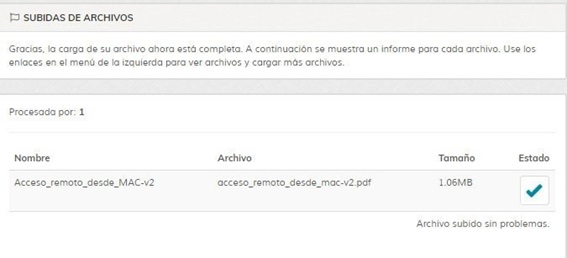 SUBIDAS DE ARCHIVOS
Gracias, la carga de su archivo ahora está completa. A continuación se muestra un informe para cada archivo. Use los
enlaces en el menú de la izquierda para ver archivos y cargar más archivos.
Procesada por: 1
Nombre Archivo Tamaño Estado
Acceso_remoto_desde_MAC-v2 acceso_remoto_desde_mac-v2.pdf 1.06MB
Archivo subido sin problemas.